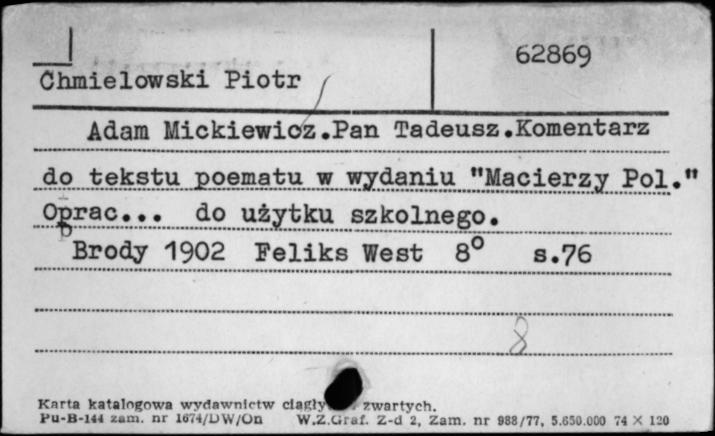 62869
Chmielowski Piotr
Adam Mickiewicz.Pan Tadeusz.Komentarz
do tekstu poematu w wydaniu "Macierzy Pol."
Oprac... do użytku szkolnego.
Brody 1902 Feliks West 8° s.76
8
Karta katalogowa wydawnictw ciągły zwartych.
Pu-B-144 zam. nr 1674/DW/On W.Z.Graf. Z-d 2, Zam. nr 988/77, 5.650.000 74 X 120